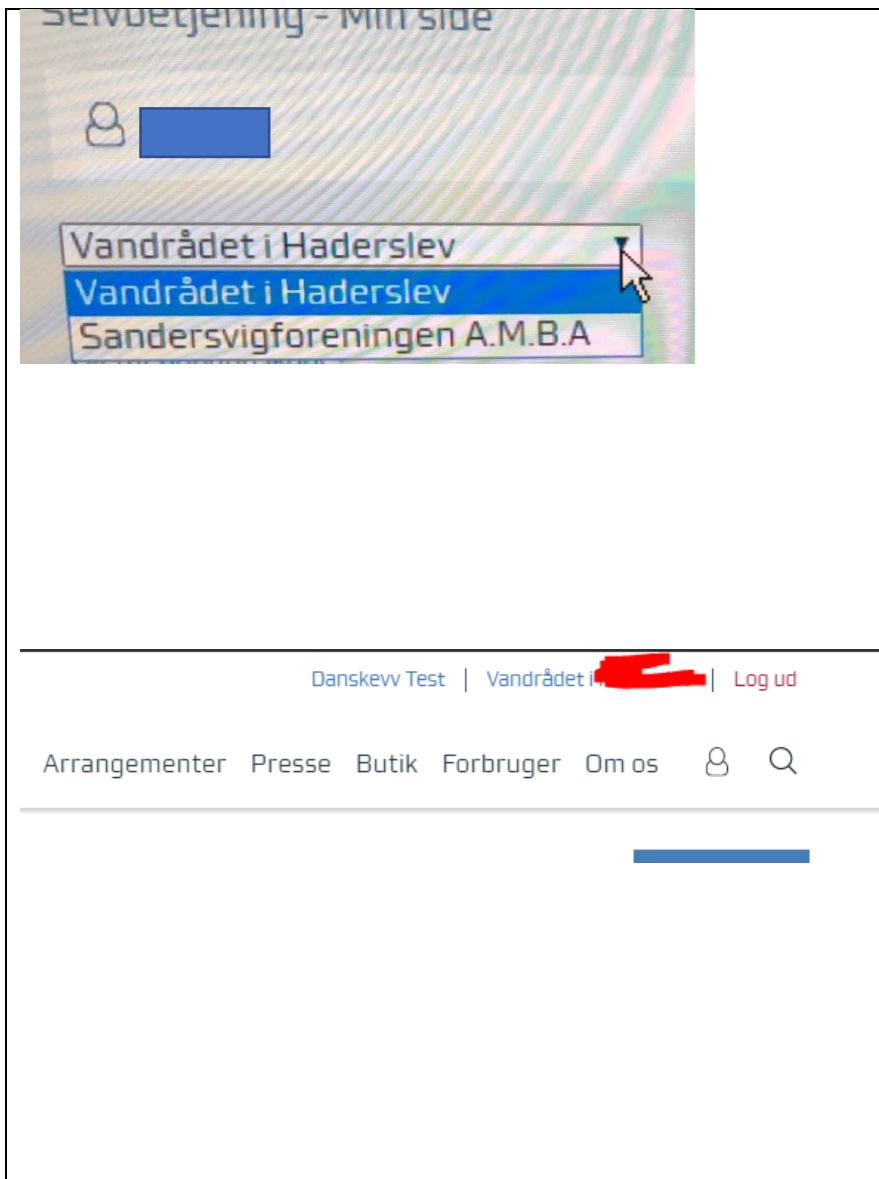 Selvbetjening - Min side
Vandrådet i Haderslev
Vandrådet i Haderslev
Sandersvigforeningen A.M.B.A
Danskevv Test | Vandrådet i | Log ud
Arrangementer Presse Butik Forbruger Om os